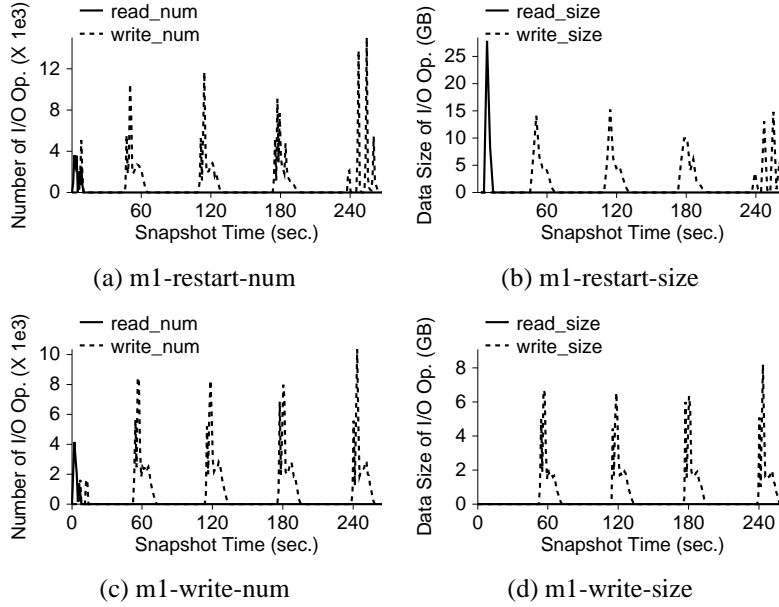 Number of I/O Op. (X 1e3)
read_num
write_num
12
8
4
0
60
120
180
240
Snapshot Time (sec.)
(a) m1-restart-num
Data Size of I/O Op. (GB)
read_size
write_size
25
20
15
10
5
0
60
120
180
240
Snapshot Time (sec.)
(b) m1-restart-size
Number of I/O Op. (X 1e3)
read_num
write_num
10
8
6
4
2
0
0
60
120
180
240
Snapshot Time (sec.)
(c) m1-write-num
Data Size of I/O Op. (GB)
read_size
write_size
8
6
4
2
0
0
60
120
180
240
Snapshot Time (sec.)
(d) m1-write-size